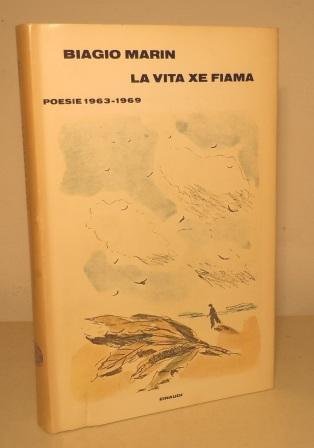 BIAGIO MARIN
LA VITA XE FIAMA
POESIE 1963-1969
EINAUDI